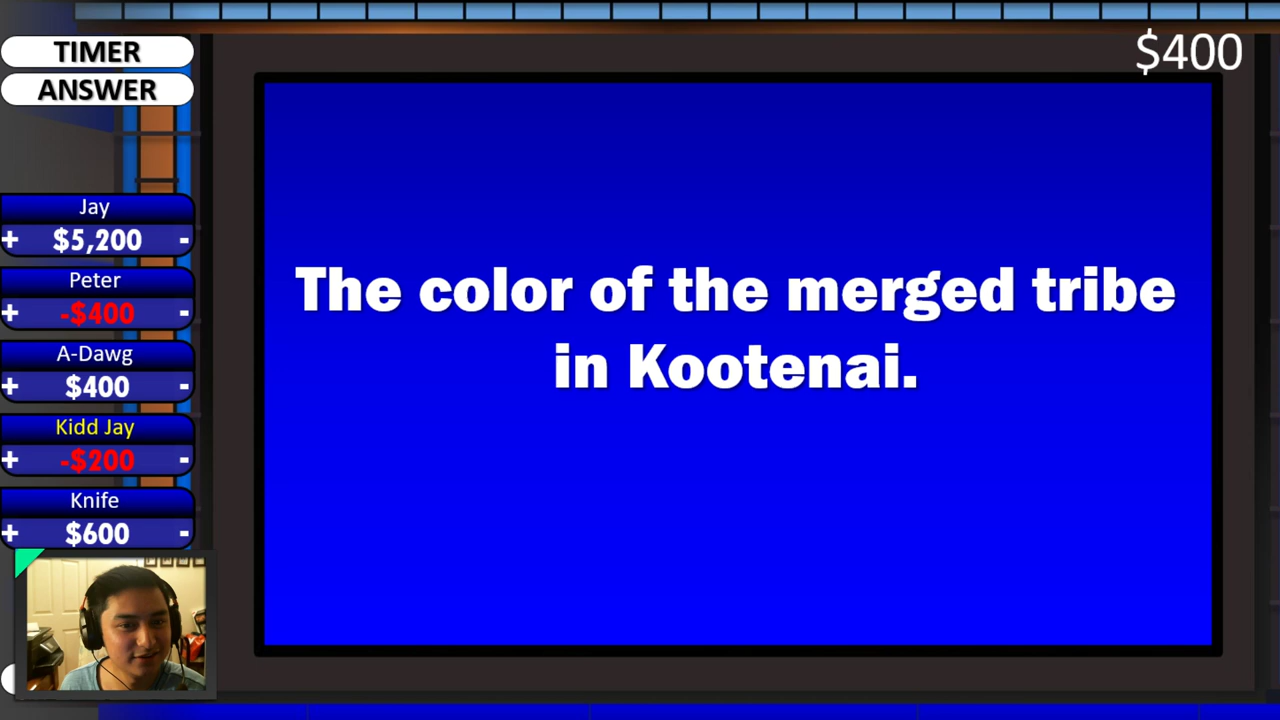 $400
TIMER
ANSWER
Jay
+ $5,200 -
Peter
+ -$400 -
A-Dawg
+ $400 -
Kidd Jay
+ -$200 -
Knife
+ $600 -
The color of the merged tribe
in Kootenai.